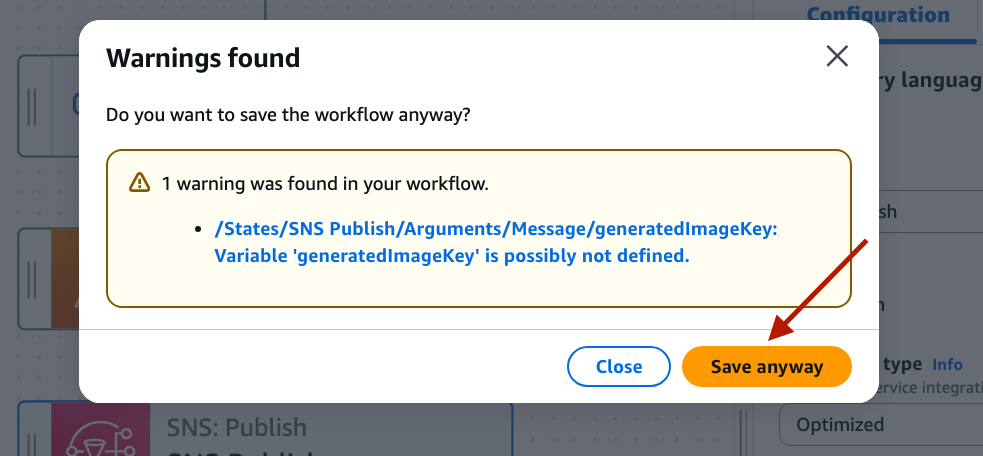 Configuration
Warnings found
ry languag
Do you want to save the workflow anyway?
1 warning was found in your workflow.
/States/SNS Publish/Arguments/Message/generatedImageKey:
Variable 'generatedImageKey' is possibly not defined.
sh
n
type Info
ervice integrati
Close
Save anyway
Optimized
SNS: Publish
SNS Publish